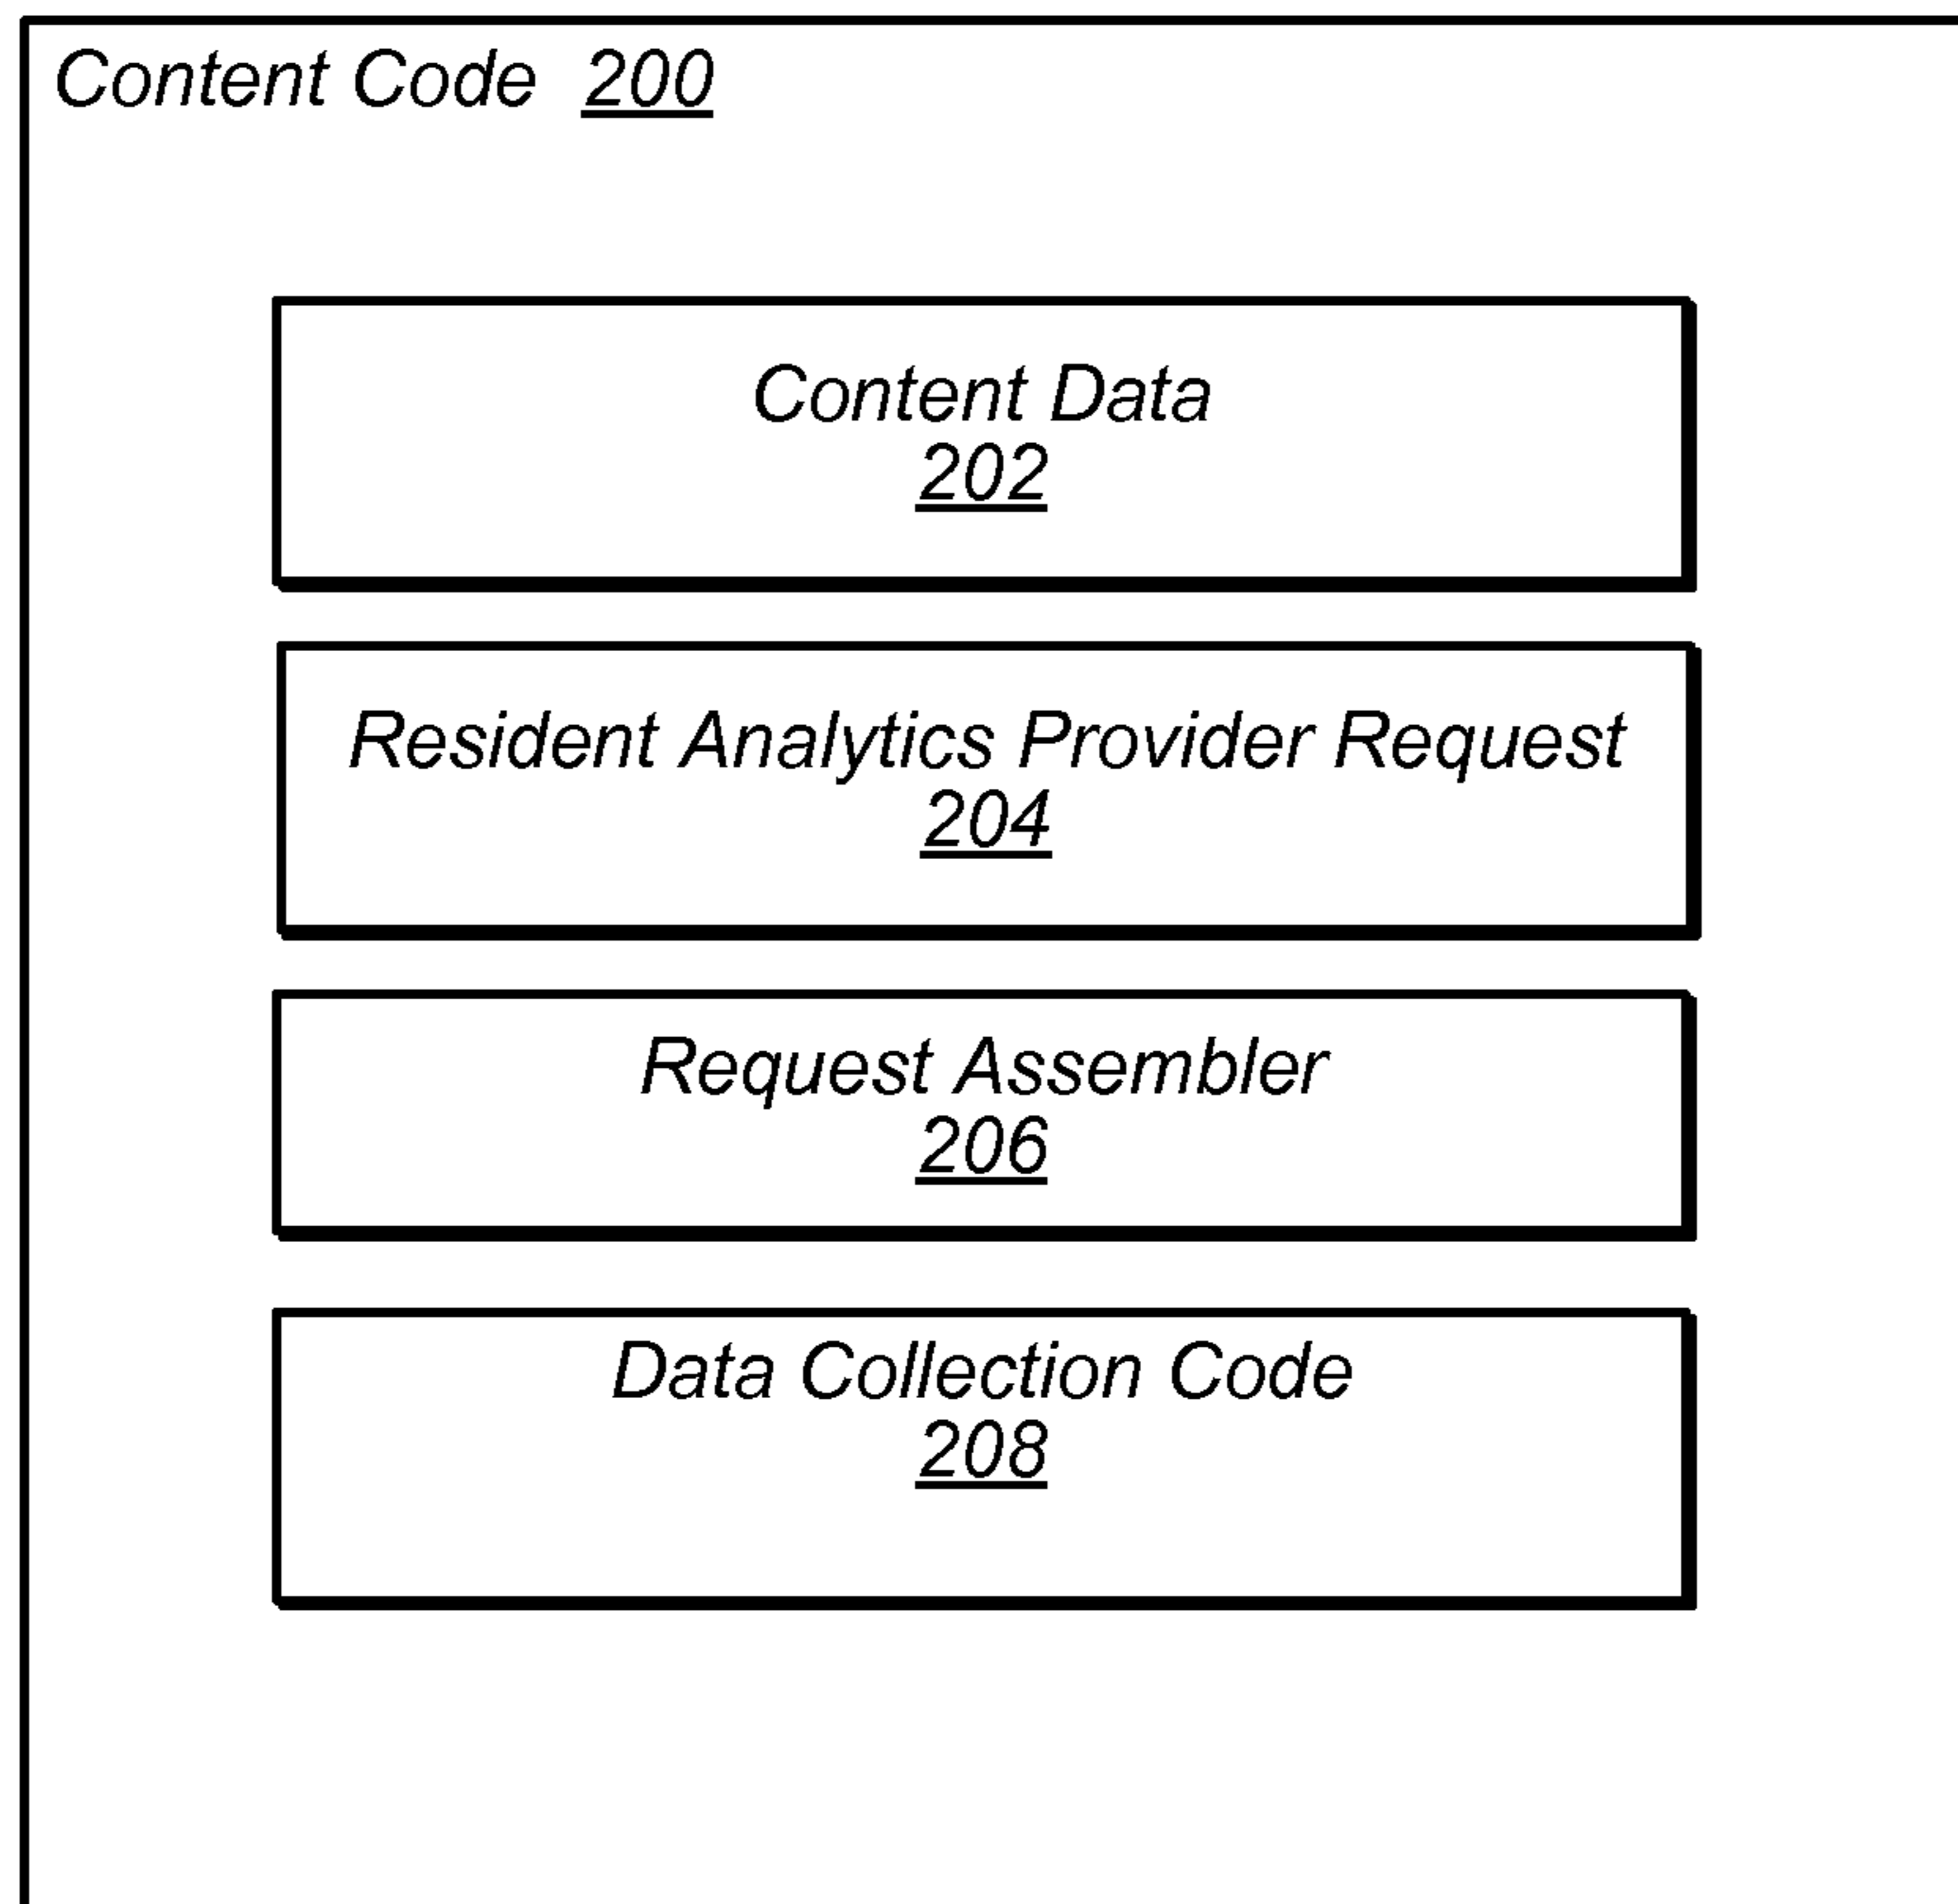 Content Code 200
Content Data
202
Resident Analytics Provider Request
204
Request Assembler
206
Data Collection Code
208